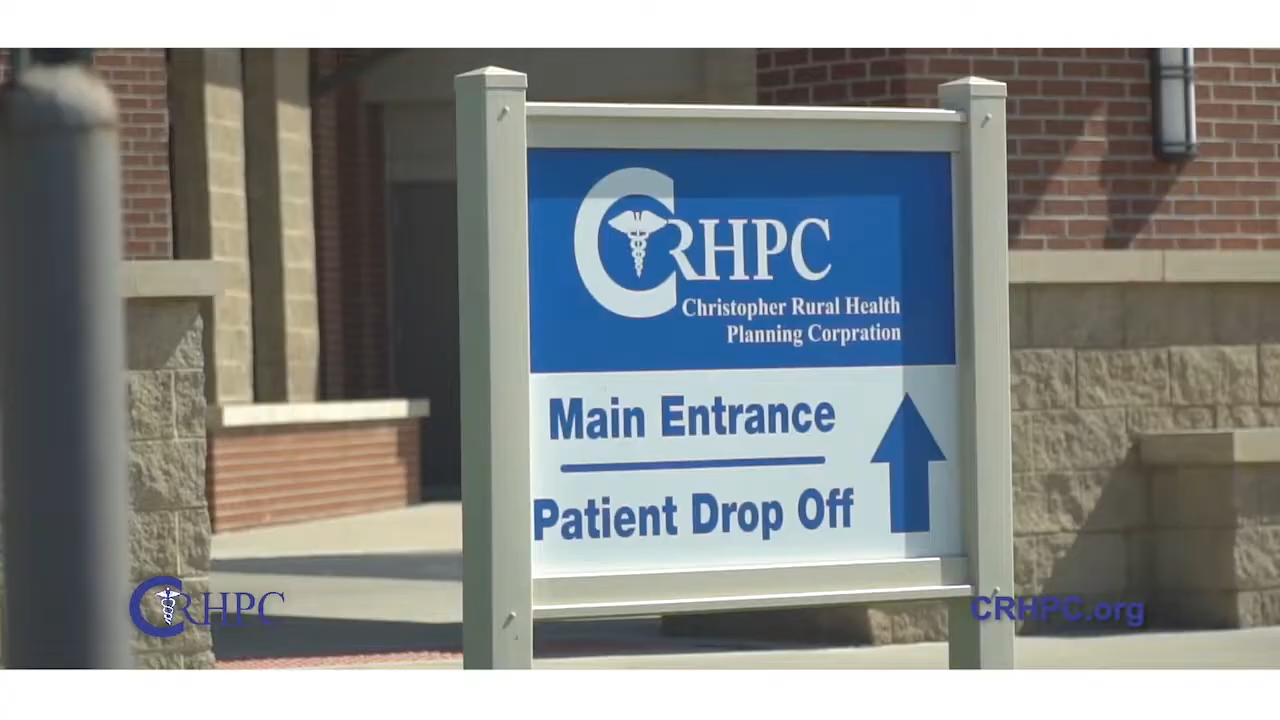 CRHPC
Christopher Rural Health
Planning Corpration
Main Entrance
Patient Drop Off
CRHPC
CRHPC.org